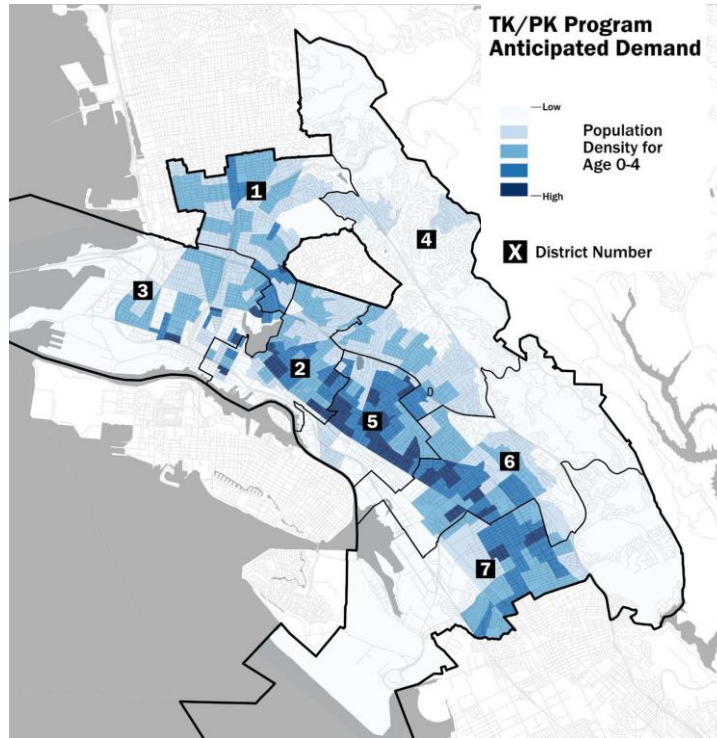 TK/PK Program
Anticipated Demand
Low
Population
Density for
Age 0-4
High
X District Number
1
4
3
2
0
5
6
7